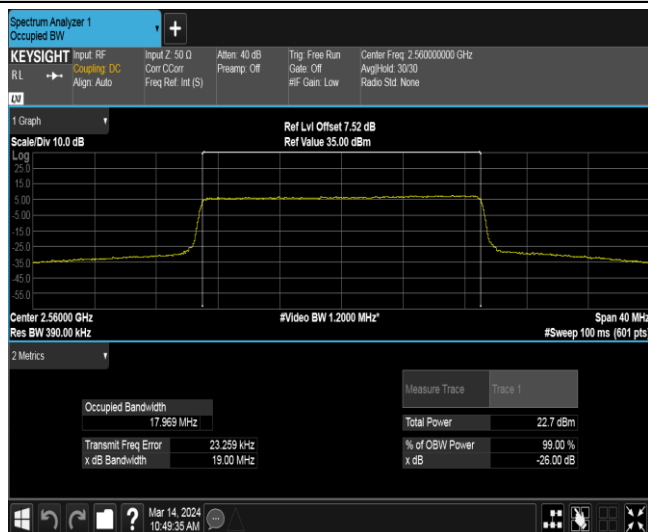 Spectrum Analyzer 1
Occupied BW
+
KEYSIGHT Input: RF Input Z: 50 Ω Atten: 40 dB Trig: Free Run Center Freq: 2.560000000 GHz
RL Coupling: DC Corr CCorr Preamp: Off Gate: Off Avg|Hold: 30/30
Align: Auto Freq Ref: Int (S) #IF Gain: Low Radio Std: None
LXI
1 Graph Ref Lvl Offset 7.52 dB
Scale/Div 10.0 dB Ref Value 35.00 dBm
Log
25.0
15.0
5.00
-5.00
-15.0
-25.0
-35.0
-45.0
-55.0
Center 2.56000 GHz #Video BW 1.2000 MHz* Span 40 MHz
Res BW 390.00 kHz #Sweep 100 ms (601 pts)
2 Metrics
Measure Trace Trace 1
Occupied Bandwidth
17.969 MHz Total Power 22.7 dBm
Transmit Freq Error 23.259 kHz % of OBW Power 99.00 %
x dB Bandwidth 19.00 MHz x dB -26.00 dB
? Mar 14, 2024
10:49:35 AM